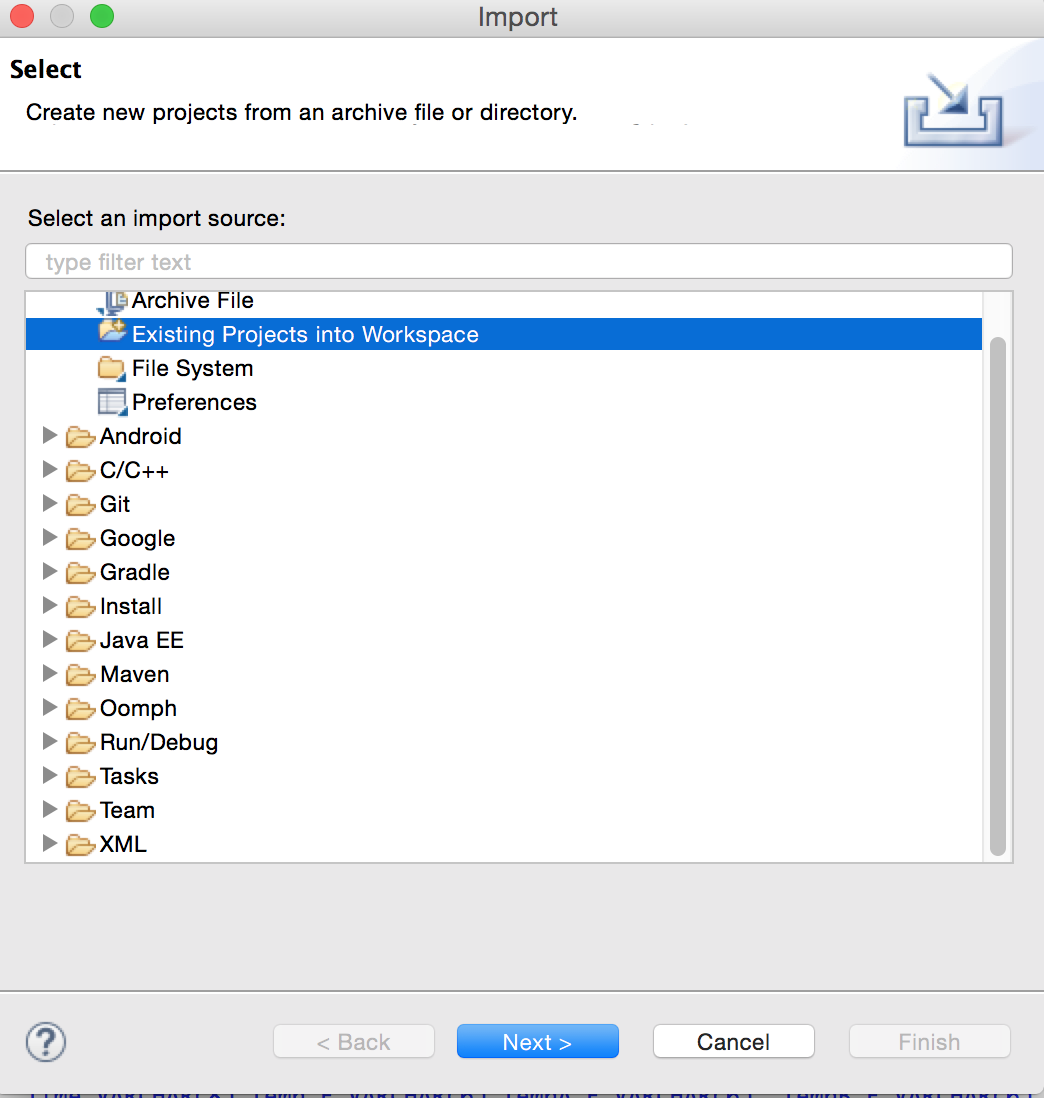 Import
Select
Create new projects from an archive file or directory.
Select an import source:
type filter text
Archive File
Existing Projects into Workspace
File System
Preferences
Android
C/C++
Git
Google
Gradle
Install
Java EE
Maven
Oomph
Run/Debug
Tasks
Team
XML
?
< Back
Next >
Cancel
Finish